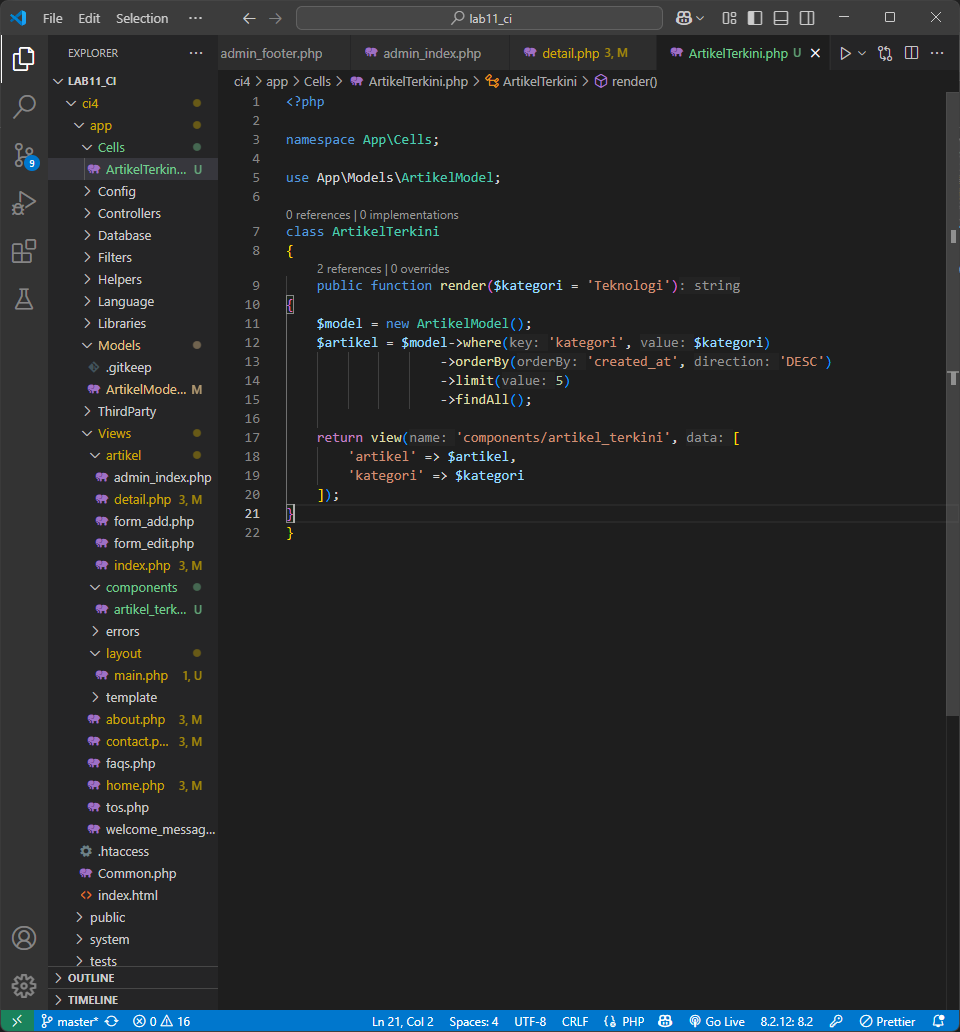 File Edit Selection ··· lab11_ci
EXPLORER ···
LAB11_CI
ci4
app
Cells
ArtikelTerkin... U
Config
Controllers
Database
Filters
Helpers
Language
Libraries
Models
.gitkeep
ArtikelMode... M
ThirdParty
Views
artikel
admin_index.php
detail.php 3, M
form_add.php
form_edit.php
index.php 3, M
components
artikel_terk... U
errors
layout
main.php 1, U
template
about.php 3, M
contact.p... 3, M
faqs.php
home.php 3, M
tos.php
welcome_messag...
.htaccess
Common.php
index.html
public
system
tests
OUTLINE
TIMELINE
9
admin_footer.php admin_index.php detail.php 3, M ArtikelTerkini.php U ···
ci4 > app > Cells > ArtikelTerkini.php > ArtikelTerkini > render()
1 <?php
2
3 namespace App\Cells;
4
5 use App\Models\ArtikelModel;
6
0 references | 0 implementations
7 class ArtikelTerkini
8 {
2 references | 0 overrides
9 public function render($kategori = 'Teknologi'): string
10 {
11 $model = new ArtikelModel();
12 $artikel = $model->where(key: 'kategori', value: $kategori)
13 ->orderBy(orderBy: 'created_at', direction: 'DESC')
14 ->limit(value: 5)
15 ->findAll();
16
17 return view(name: 'components/artikel_terkini', data: [
18 'artikel' => $artikel,
19 'kategori' => $kategori
20 ]);
21 }
22 }
master* 0 16 Ln 21, Col 2 Spaces: 4 UTF-8 CRLF {} PHP Go Live 8.2.12: 8.2 Prettier